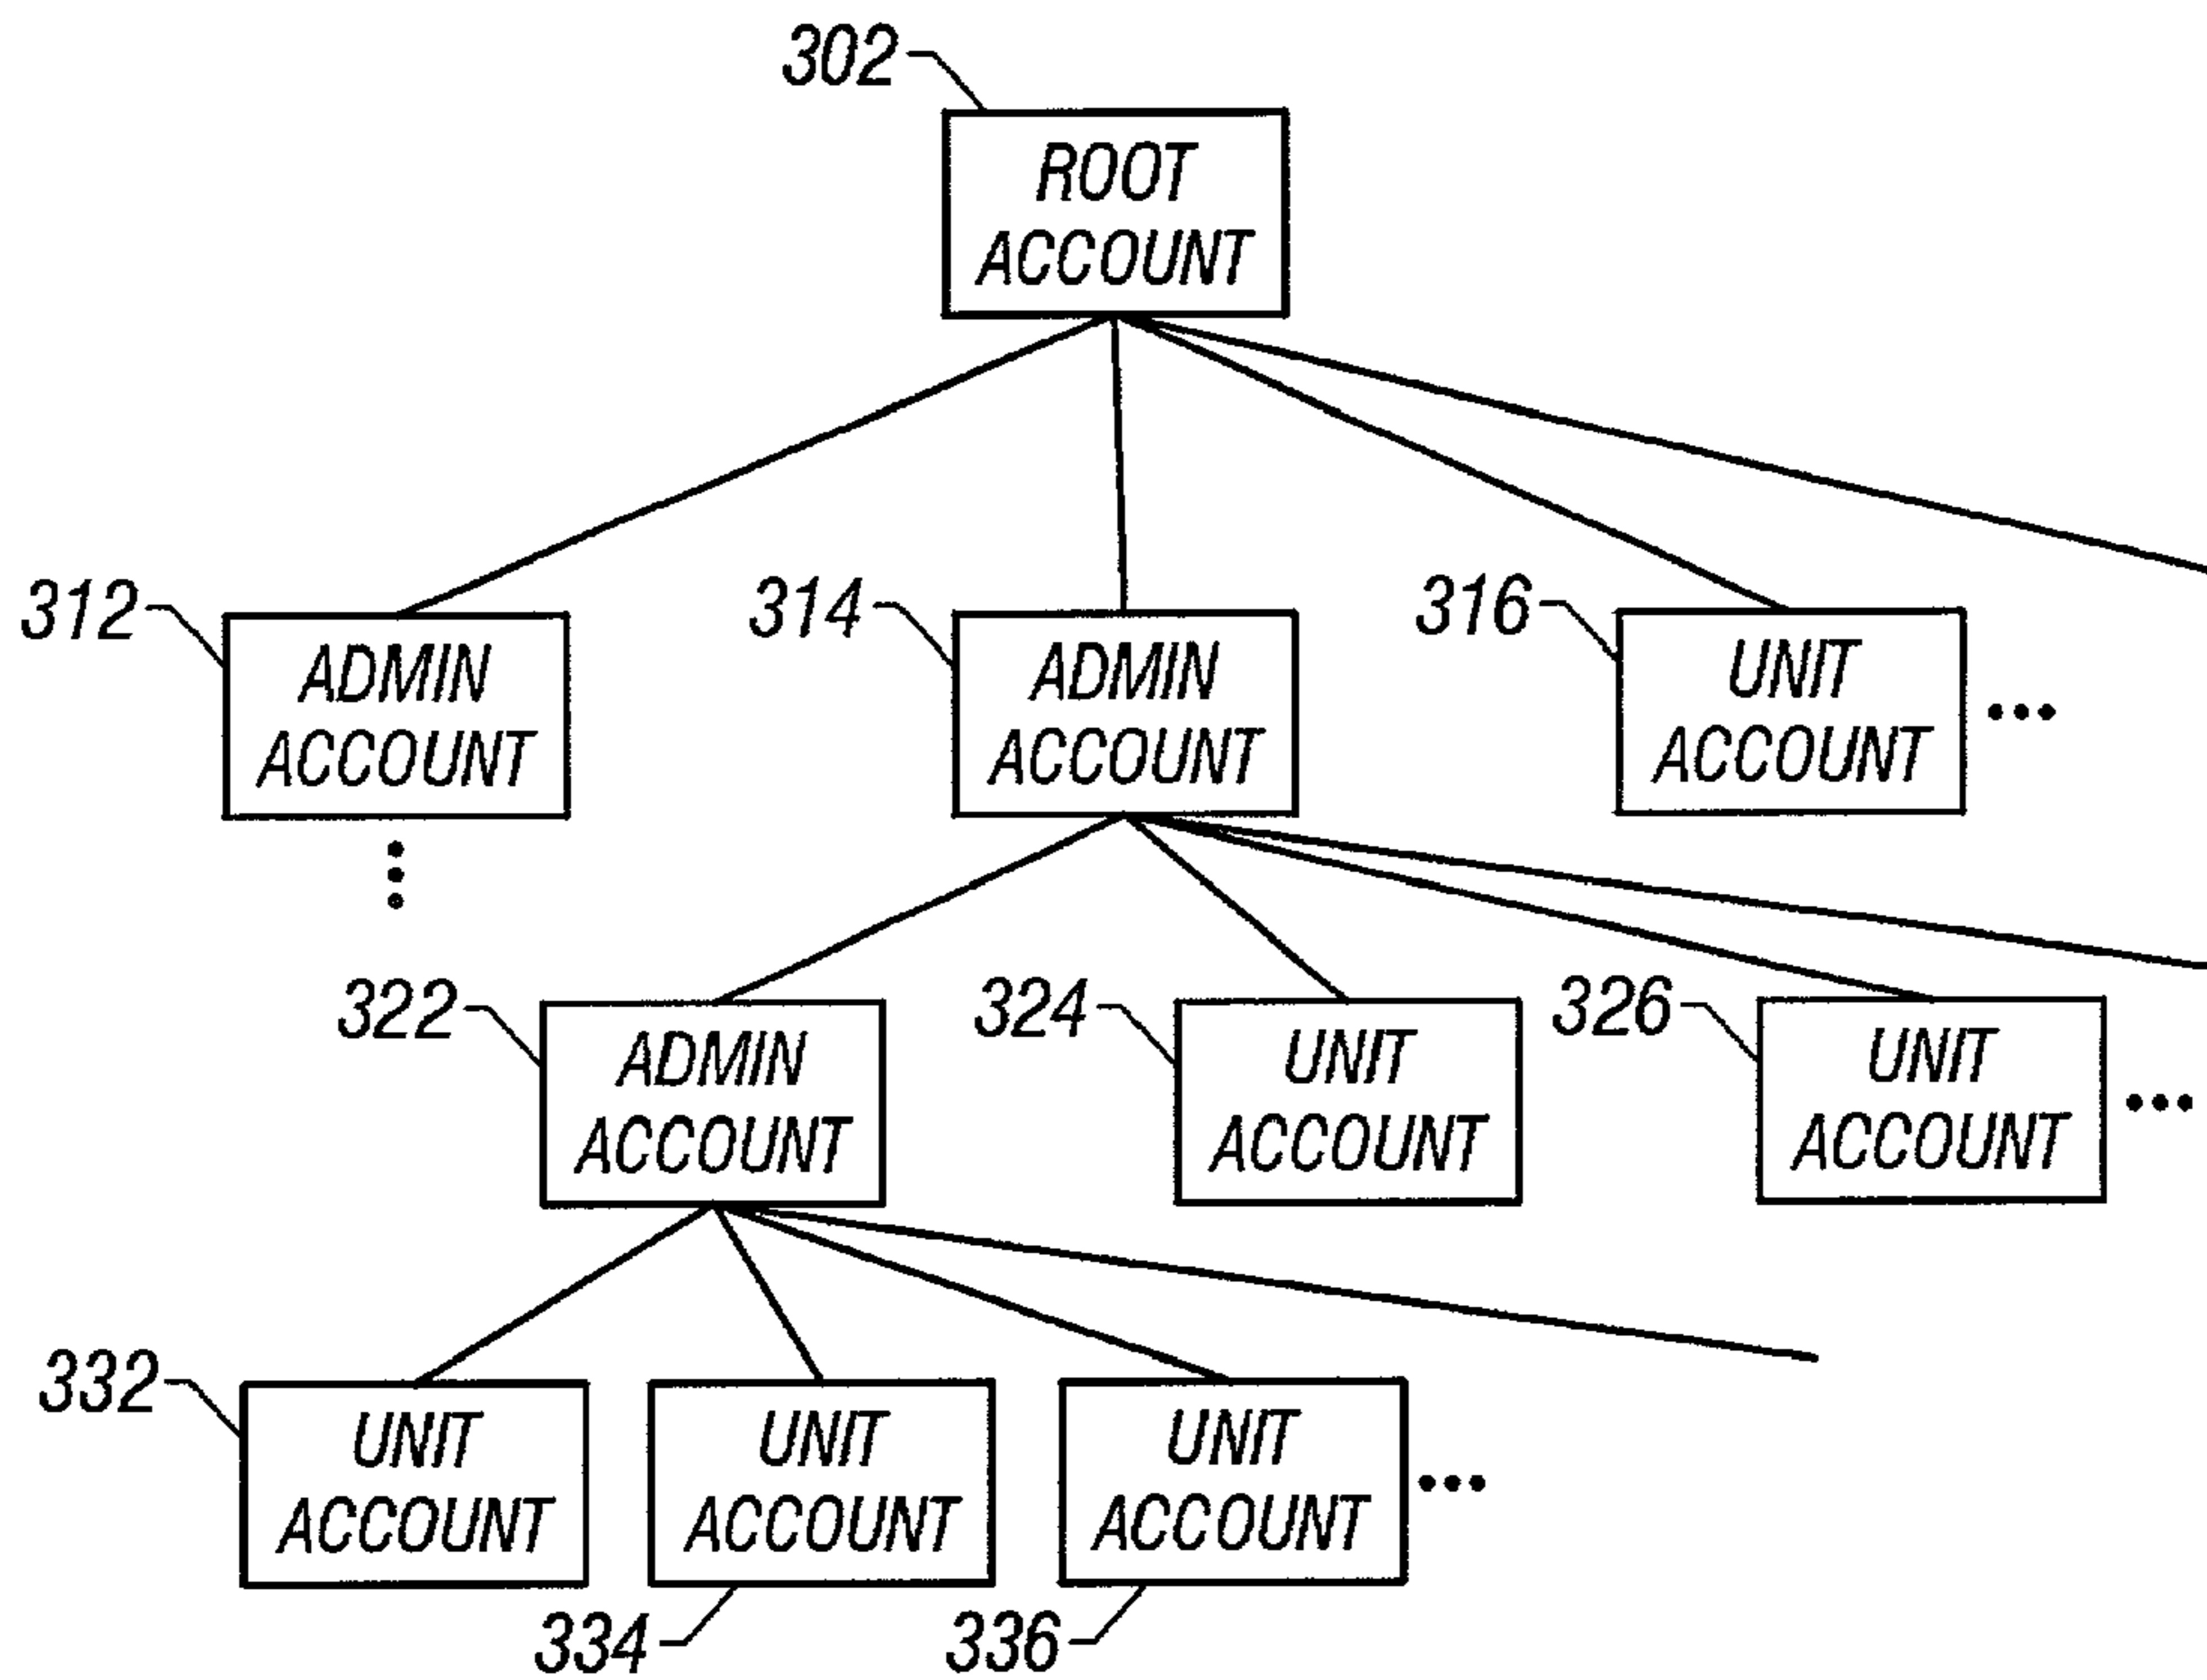 302
ROOT
ACCOUNT
312
ADMIN
ACCOUNT
314
ADMIN
ACCOUNT
316
UNIT
ACCOUNT
...
322
ADMIN
ACCOUNT
324
UNIT
ACCOUNT
326
UNIT
ACCOUNT
...
332
UNIT
ACCOUNT
UNIT
ACCOUNT
334
UNIT
ACCOUNT
336
...